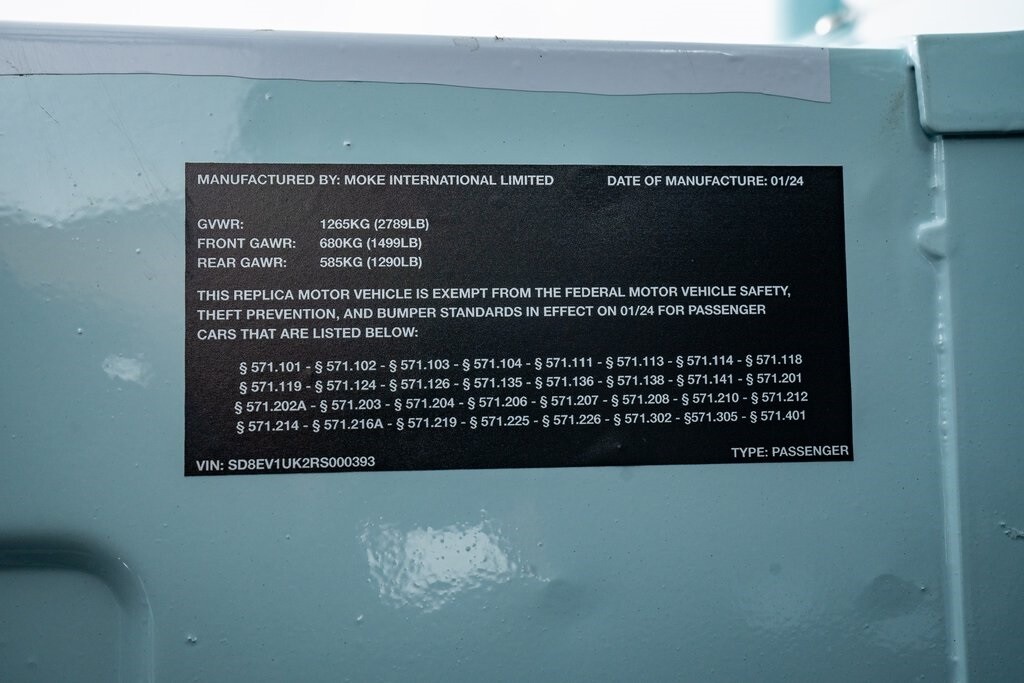 MANUFACTURED BY: MOKE INTERNATIONAL LIMITED DATE OF MANUFACTURE: 01/24
GVWR: 1265KG (2789LB)
FRONT GAWR: 680KG (1499LB)
REAR GAWR: 585KG (1290LB)
THIS REPLICA MOTOR VEHICLE IS EXEMPT FROM THE FEDERAL MOTOR VEHICLE SAFETY,
THEFT PREVENTION, AND BUMPER STANDARDS IN EFFECT ON 01/24 FOR PASSENGER
CARS THAT ARE LISTED BELOW:
§ 571.101 - § 571.102 - § 571.103 - § 571.104 - § 571.111 - § 571.113 - § 571.114 - § 571.118
§ 571.119 - § 571.124 - § 571.126 - § 571.135 - § 571.136 - § 571.138 - § 571.141 - § 571.201
§ 571.202A - § 571.203 - § 571.204 - § 571.206 - § 571.207 - § 571.208 - § 571.210 - § 571.212
§ 571.214 - § 571.216A - § 571.219 - § 571.225 - § 571.226 - § 571.302 - §571.305 - § 571.401
VIN: SD8EV1UK2RS000393 TYPE: PASSENGER